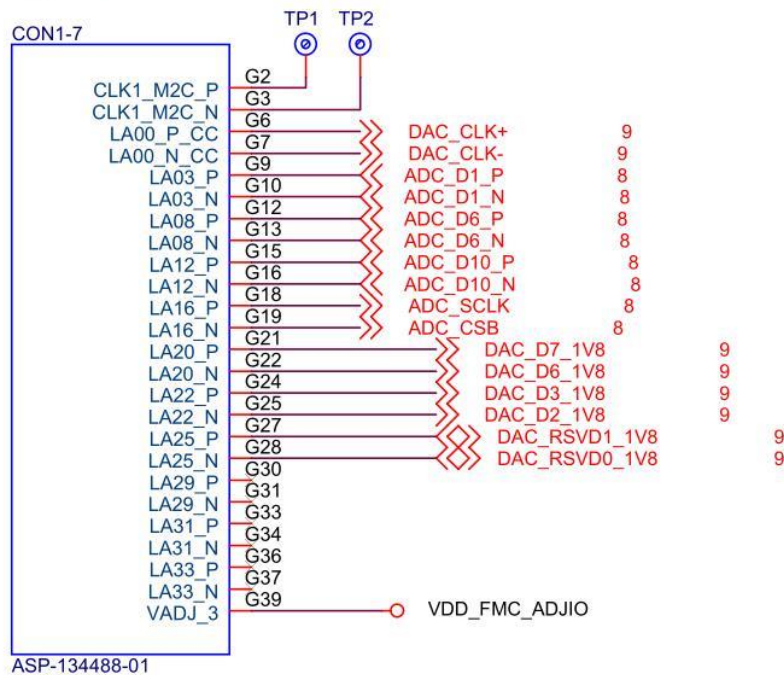 TP1 TP2
CON1-7
CLK1_M2C_P G2
CLK1_M2C_N G3
LA00_P_CC G6 DAC_CLK+ 9
LA00_N_CC G7 DAC_CLK- 9
LA03_P G9 ADC_D1_P 8
LA03_N G10 ADC_D1_N 8
LA08_P G12 ADC_D6_P 8
LA08_N G13 ADC_D6_N 8
LA12_P G15 ADC_D10_P 8
LA12_N G16 ADC_D10_N 8
LA16_P G18 ADC_SCLK 8
LA16_N G19 ADC_CSB 8
LA20_P G21 DAC_D7_1V8 9
LA20_N G22 DAC_D6_1V8 9
LA22_P G24 DAC_D3_1V8 9
LA22_N G25 DAC_D2_1V8 9
LA25_P G27 DAC_RSVD1_1V8 9
LA25_N G28 DAC_RSVD0_1V8 9
LA29_P G30
LA29_N G31
LA31_P G33
LA31_N G34
LA33_P G36
LA33_N G37
VADJ_3 G39 VDD_FMC_ADJIO
ASP-134488-01